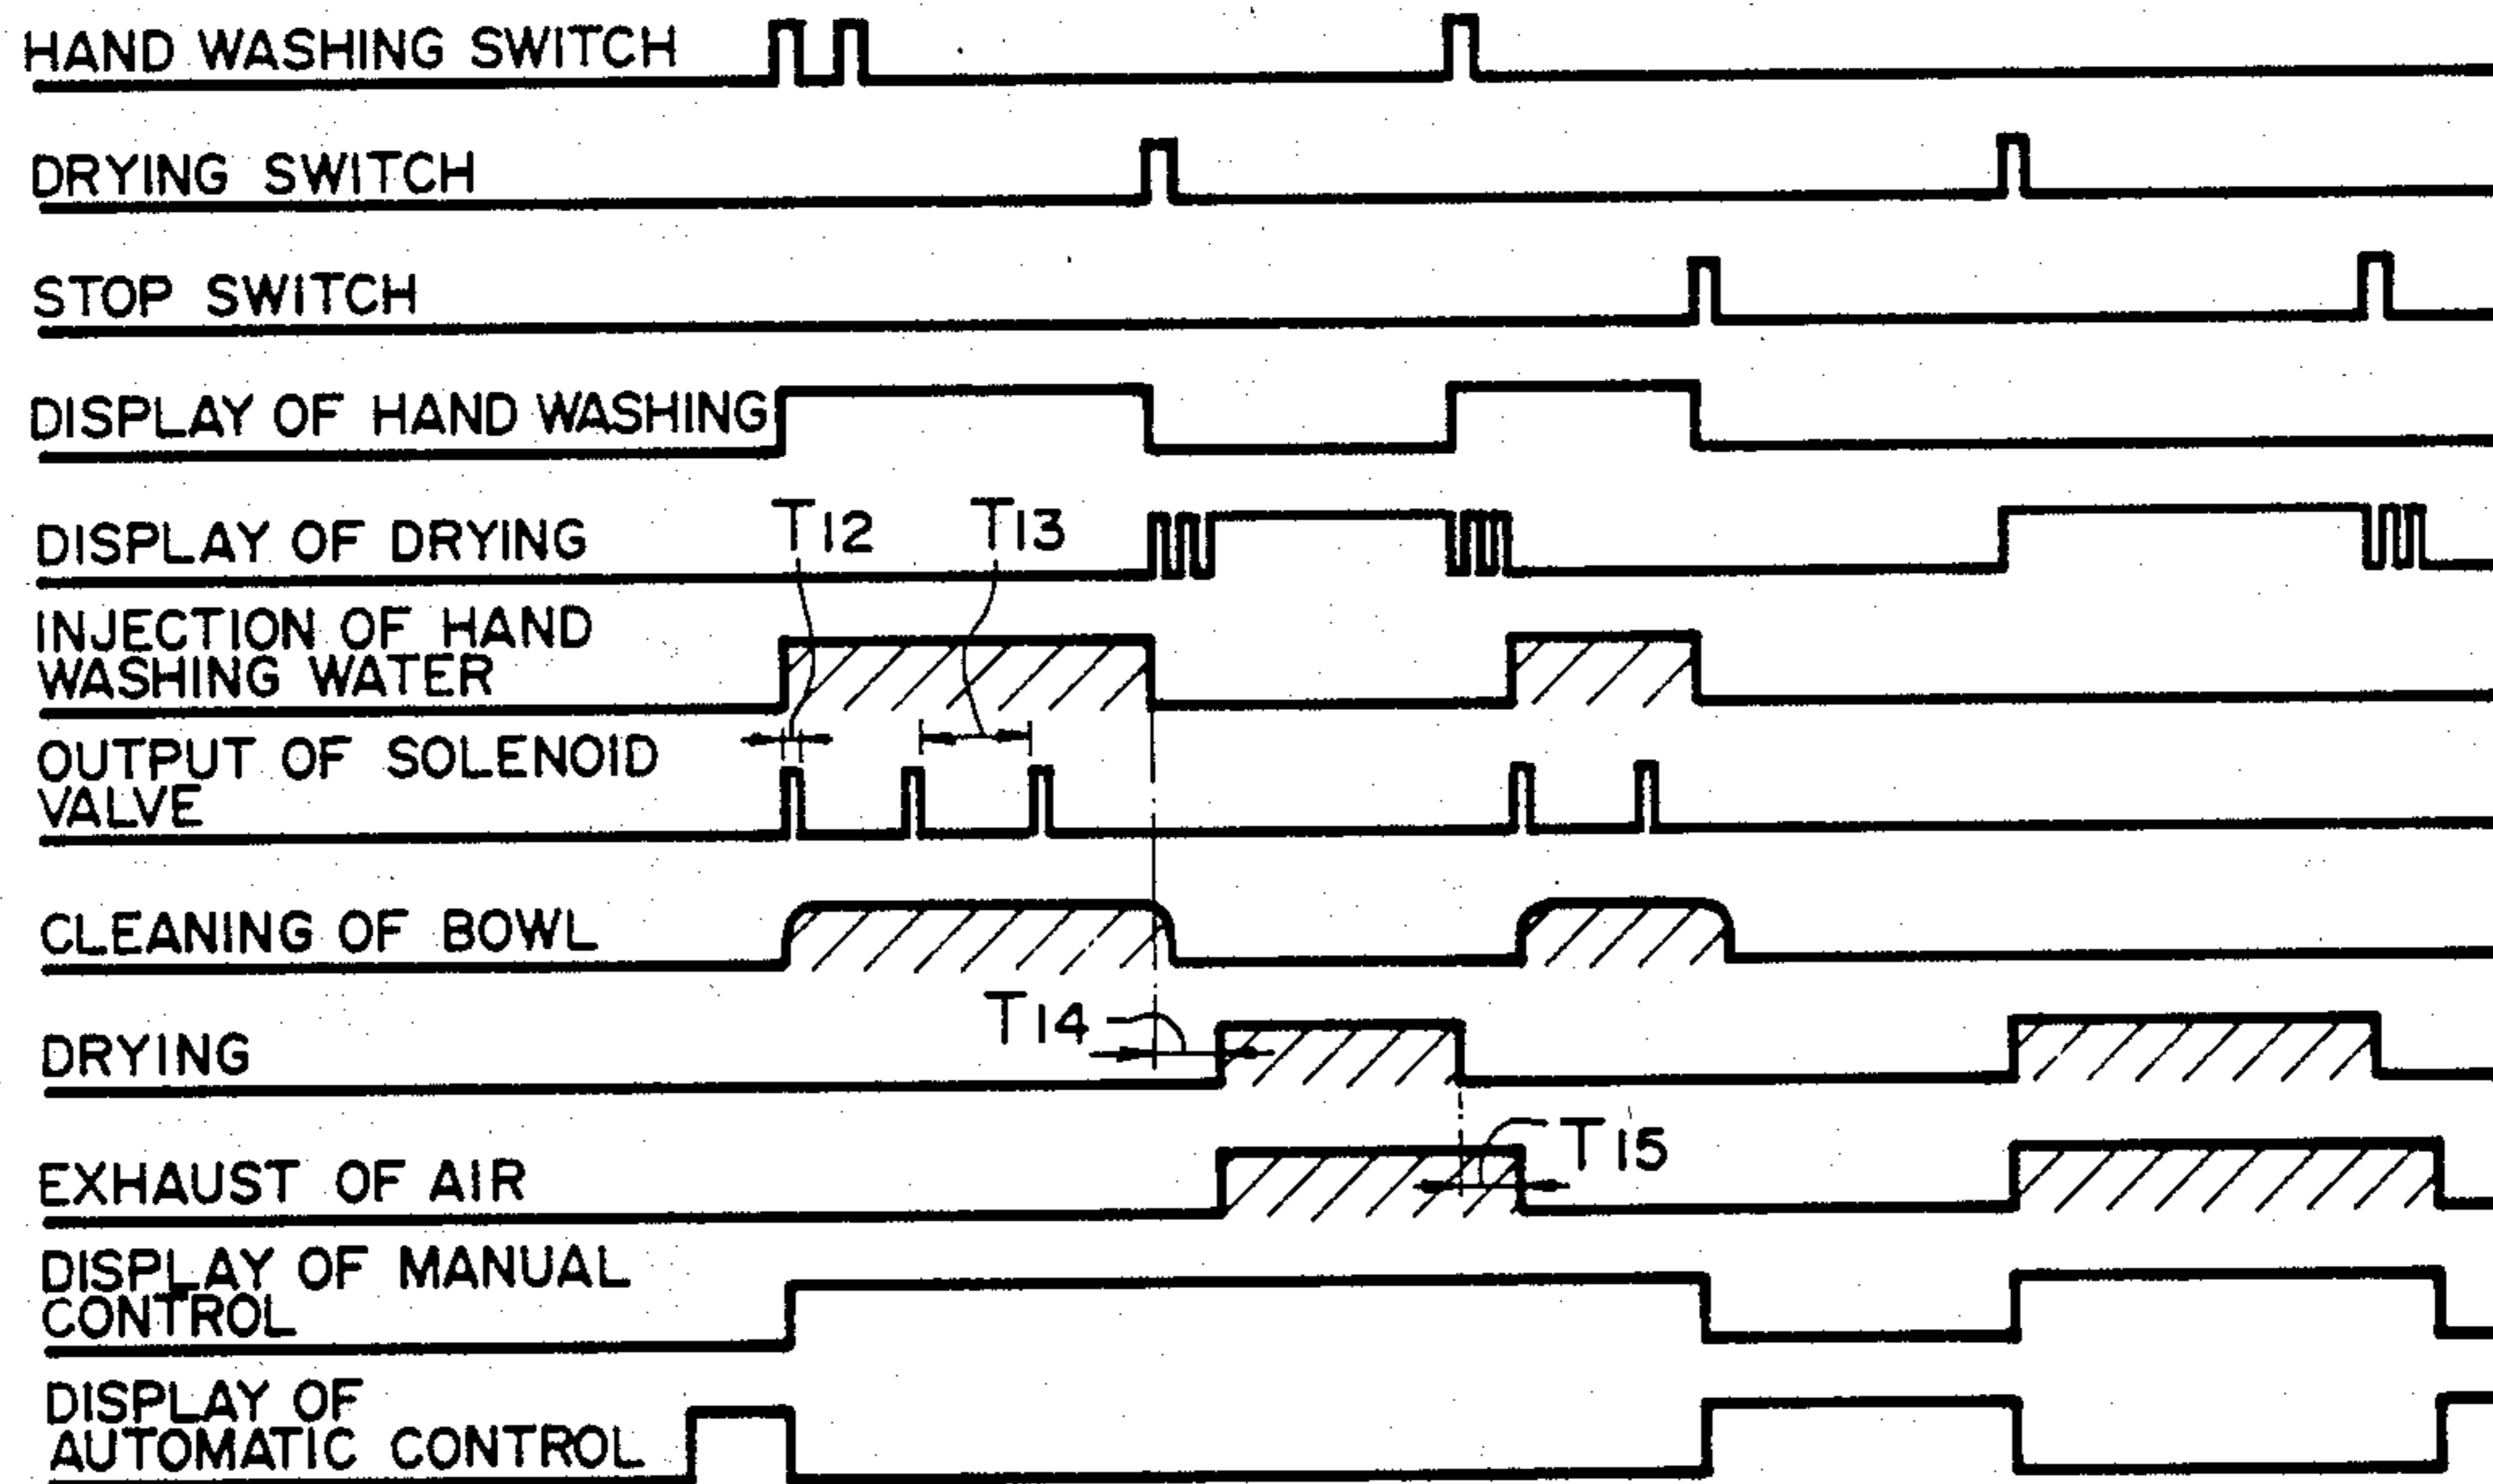 HAND WASHING SWITCH
DRYING SWITCH
STOP SWITCH
DISPLAY OF HAND WASHING
T12
T13
DISPLAY OF DRYING
INJECTION OF HAND
WASHING WATER
OUTPUT OF SOLENOID
VALVE
CLEANING OF BOWL
T14
DRYING
T15
EXHAUST OF AIR
DISPLAY OF MANUAL
CONTROL
DISPLAY OF
AUTOMATIC CONTROL